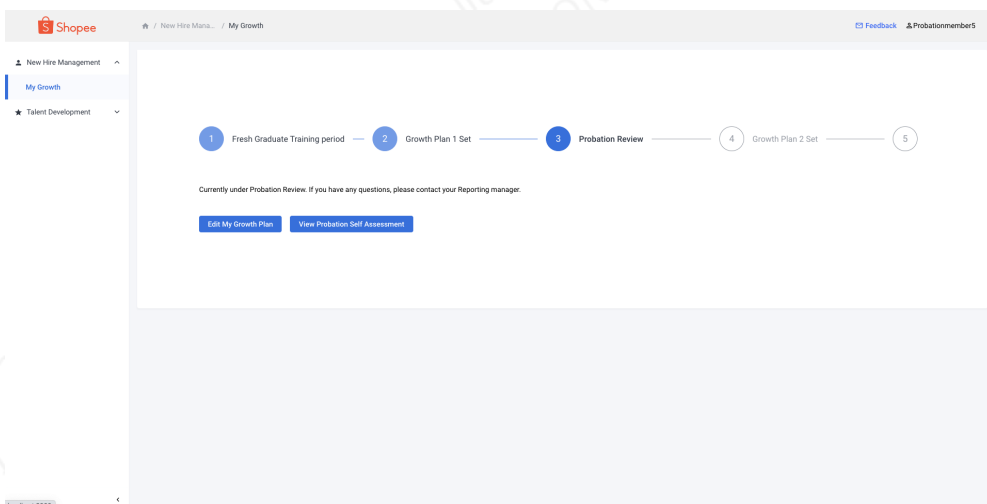 Shopee
/ New Hire Mana... / My Growth
Feedback
Probationmember5
New Hire Management
My Growth
Talent Development
1 Fresh Graduate Training period
2 Growth Plan 1 Set
3 Probation Review
4 Growth Plan 2 Set
5
Currently under Probation Review. If you have any questions, please contact your Reporting manager.
Edit My Growth Plan
View Probation Self Assessment